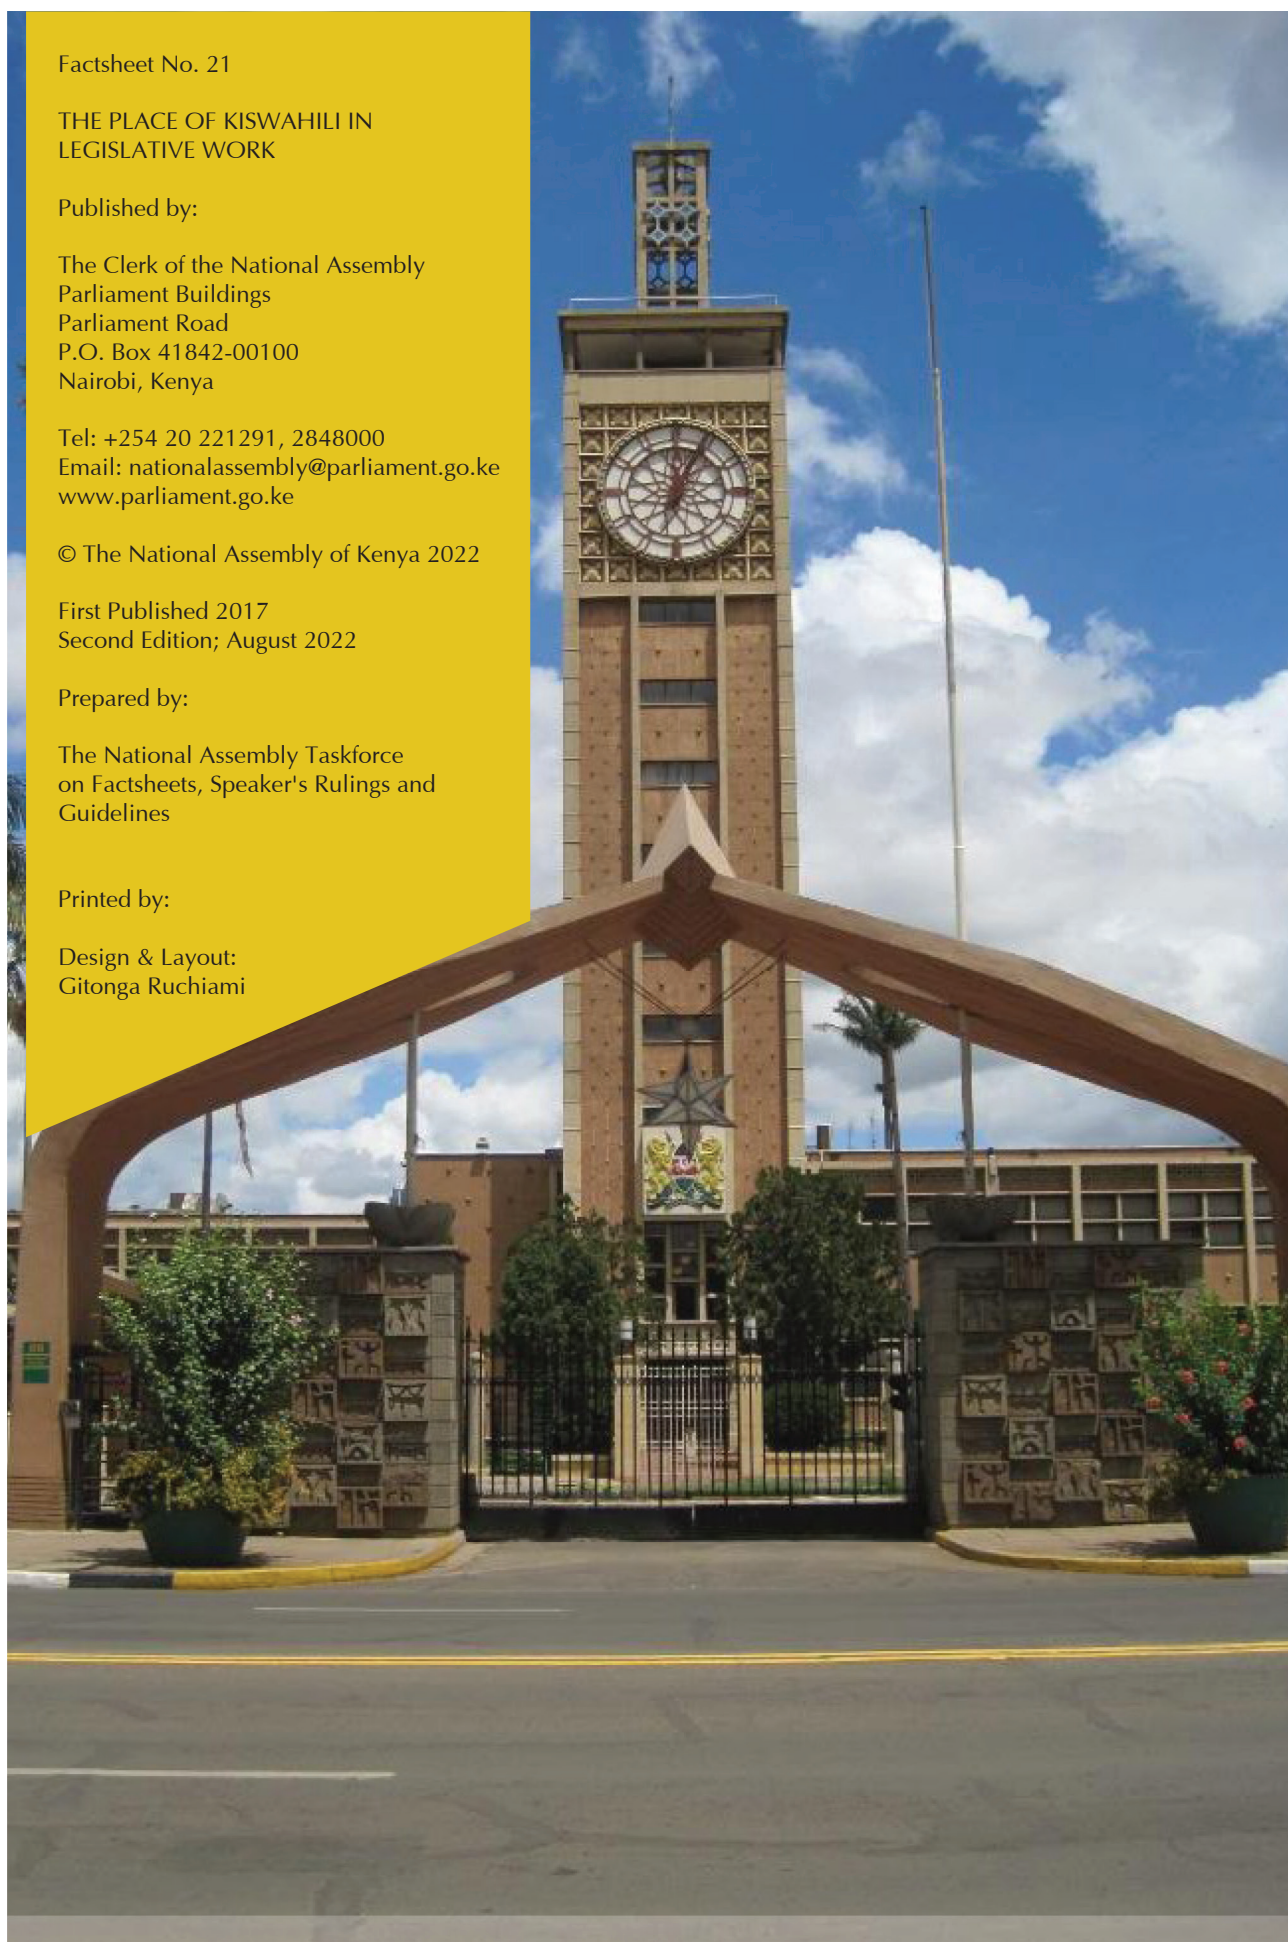 Factsheet No. 21
THE PLACE OF KISWAHILI IN
LEGISLATIVE WORK
Published by:
The Clerk of the National Assembly
Parliament Buildings
Parliament Road
P.O. Box 41842-00100
Nairobi, Kenya
Tel: +254 20 221291, 2848000
Email: nationalassembly@parliament.go.ke
www.parliament.go.ke
© The National Assembly of Kenya 2022
First Published 2017
Second Edition; August 2022
Prepared by:
The National Assembly Taskforce
on Factsheets, Speaker's Rulings and
Guidelines
Printed by:
Design & Layout:
Gitonga Ruchiami